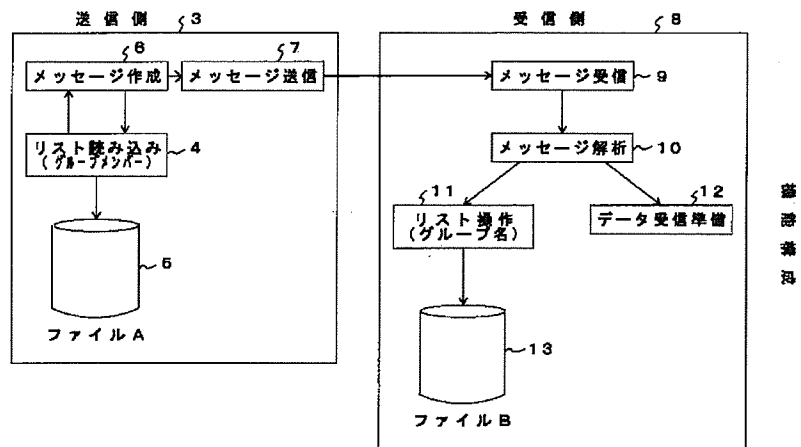 送信側 3
6
メッセージ作成
7
メッセージ送信
リスト読み込み
(グループメンバー)
4
5
ファイルA
受信側 8
メッセージ受信 9
メッセージ解析 10
11
リスト操作
(グループ名)
12
データ受信準備
13
ファイルB
機能構成